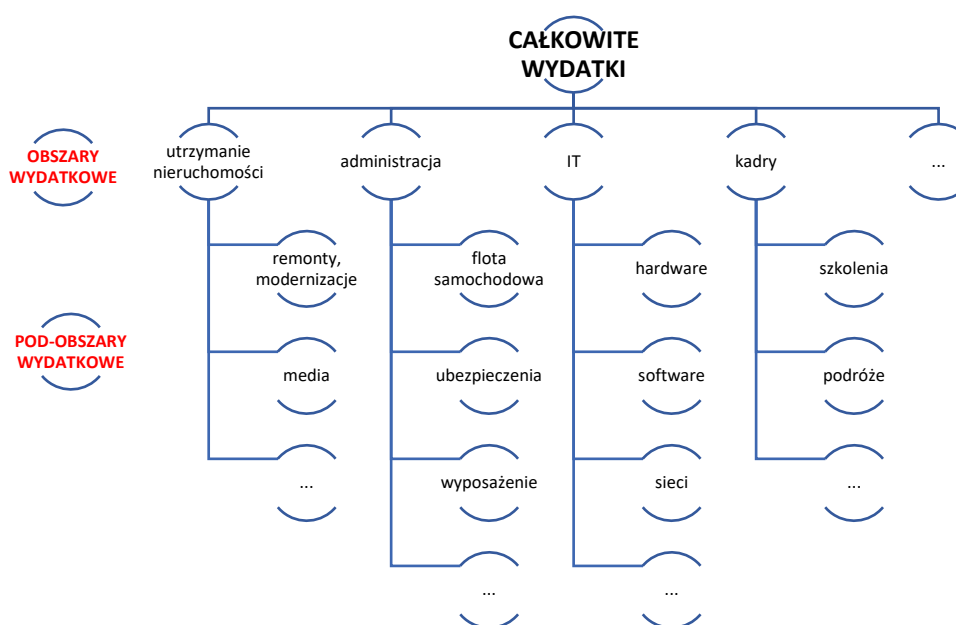 CAŁKOWITE
WYDATKI
OBSZARY
WYDATKOWE
utrzymanie
nieruchomości
administracja
IT
kadry
...
POD-OBSZARY
WYDATKOWE
remonty,
modernizacje
media
...
flota
samochodowa
ubezpieczenia
wyposażenie
...
hardware
software
sieci
...
szkolenia
podróże
...